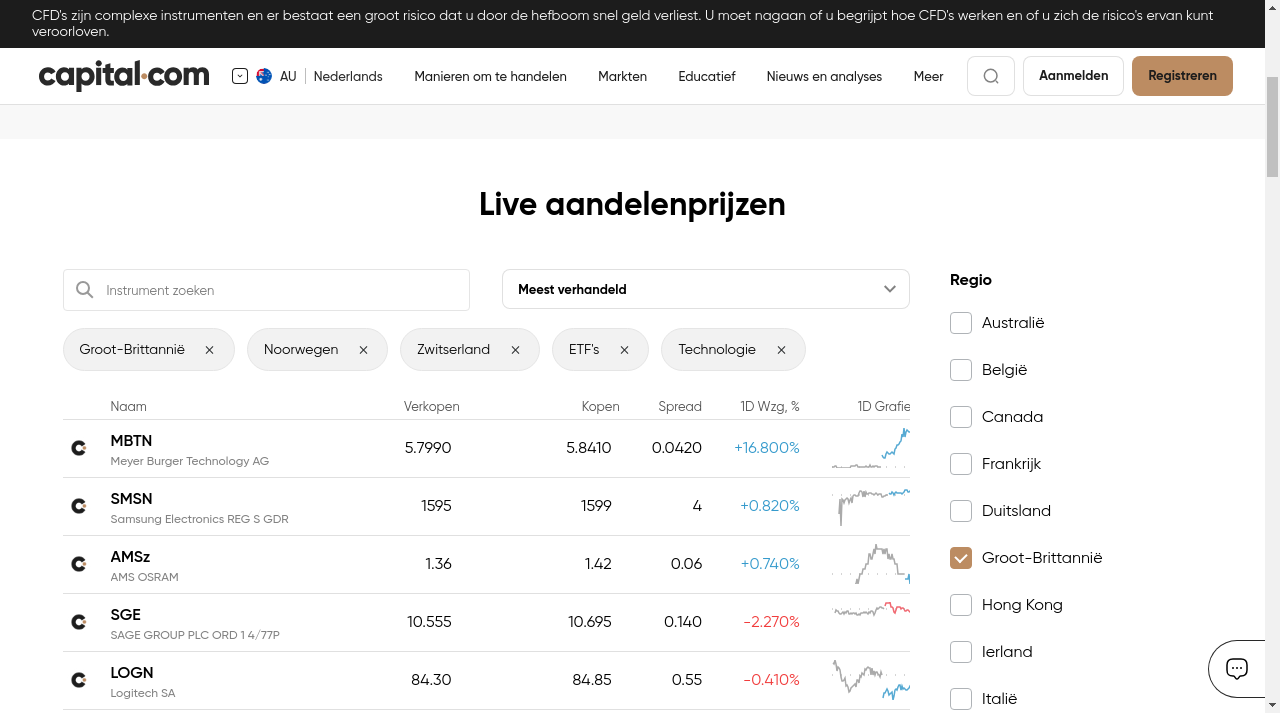 CFD's zijn complexe instrumenten en er bestaat een groot risico dat u door de hefboom snel geld verliest. U moet nagaan of u begrijpt hoe CFD's werken en of u zich de risico's ervan kunt
veroorloven.
capital.com AU Nederlands Manieren om te handelen Markten Educatief Nieuws en analyses Meer Aanmelden Registreren
Live aandelenprijzen
Instrument zoeken Meest verhandeld
Groot-Brittannië Noorwegen Zwitserland ETF's Technologie
Naam Verkopen Kopen Spread 1D Wzg, % 1D Grafie
MBTN 5.7990 5.8410 0.0420 +16.800%
Meyer Burger Technology AG
SMSN 1595 1599 4 +0.820%
Samsung Electronics REG S GDR
AMSz 1.36 1.42 0.06 +0.740%
AMS OSRAM
SGE 10.555 10.695 0.140 -2.270%
SAGE GROUP PLC ORD 1 4/77P
LOGN 84.30 84.85 0.55 -0.410%
Logitech SA
Regio
Australië
België
Canada
Frankrijk
Duitsland
Groot-Brittannië
Hong Kong
Ierland
Italië